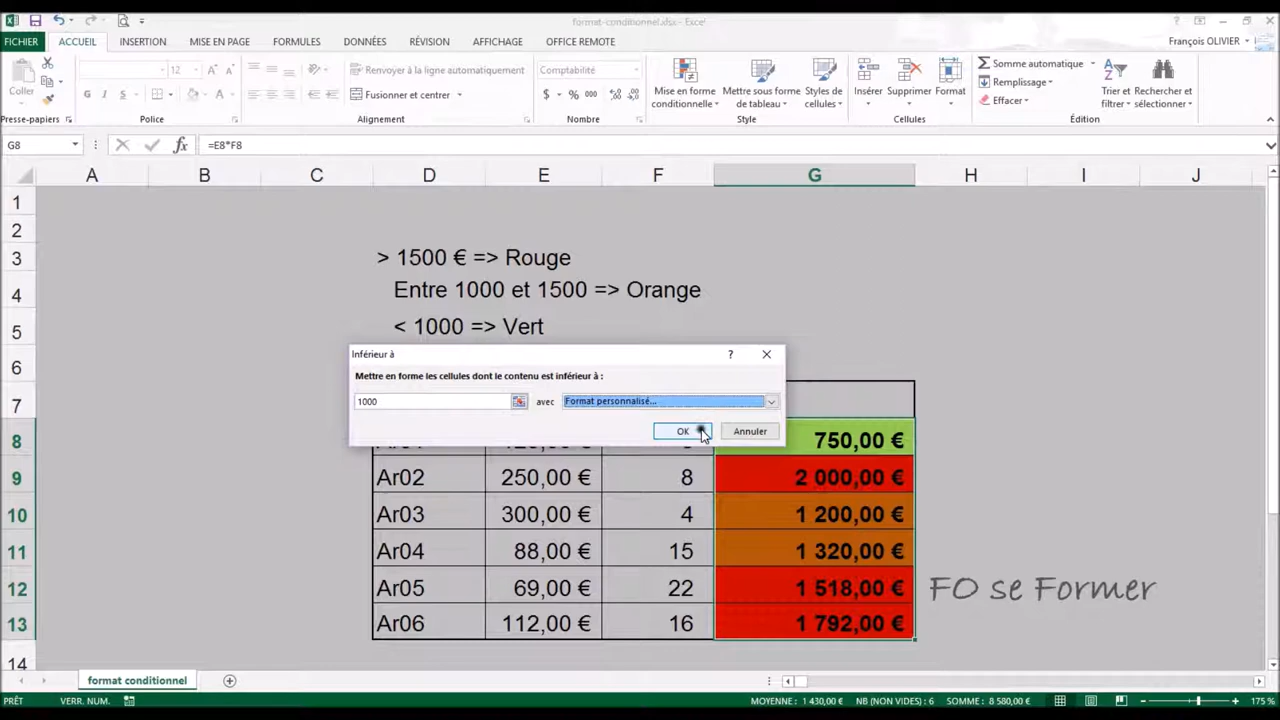 format-conditionnel.xlsx - Excel
FICHIER ACCUEIL INSERTION MISE EN PAGE FORMULES DONNÉES RÉVISION AFFICHAGE OFFICE REMOTE François OLIVIER
Coller
12
G I S
Renvoyer à la ligne automatiquement
Fusionner et centrer
Comptabilité
$ % 000
Mise en forme conditionnelle
Mettre sous forme de tableau
Styles de cellules
Insérer Supprimer Format
Somme automatique
Remplissage
Effacer
Trier et filtrer
Rechercher et sélectionner
Presse-papiers Police Alignement Nombre Style Cellules Édition
G8 fx =E8*F8
A B C D E F G H I J
1
2
3 > 1500 € => Rouge
4 Entre 1000 et 1500 => Orange
5 < 1000 => Vert
6
Inférieur à ?
Mettre en forme les cellules dont le contenu est inférieur à :
1000 avec Format personnalisé...
OK Annuler
7
8 750,00 €
9 Ar02 250,00 € 8 2 000,00 €
10 Ar03 300,00 € 4 1 200,00 €
11 Ar04 88,00 € 15 1 320,00 €
12 Ar05 69,00 € 22 1 518,00 €
13 Ar06 112,00 € 16 1 792,00 €
14
FO se Former
format conditionnel
PRÊT VERR. NUM. MOYENNE : 1 430,00 € NB (NON VIDES) : 6 SOMME : 8 580,00 € 175 %